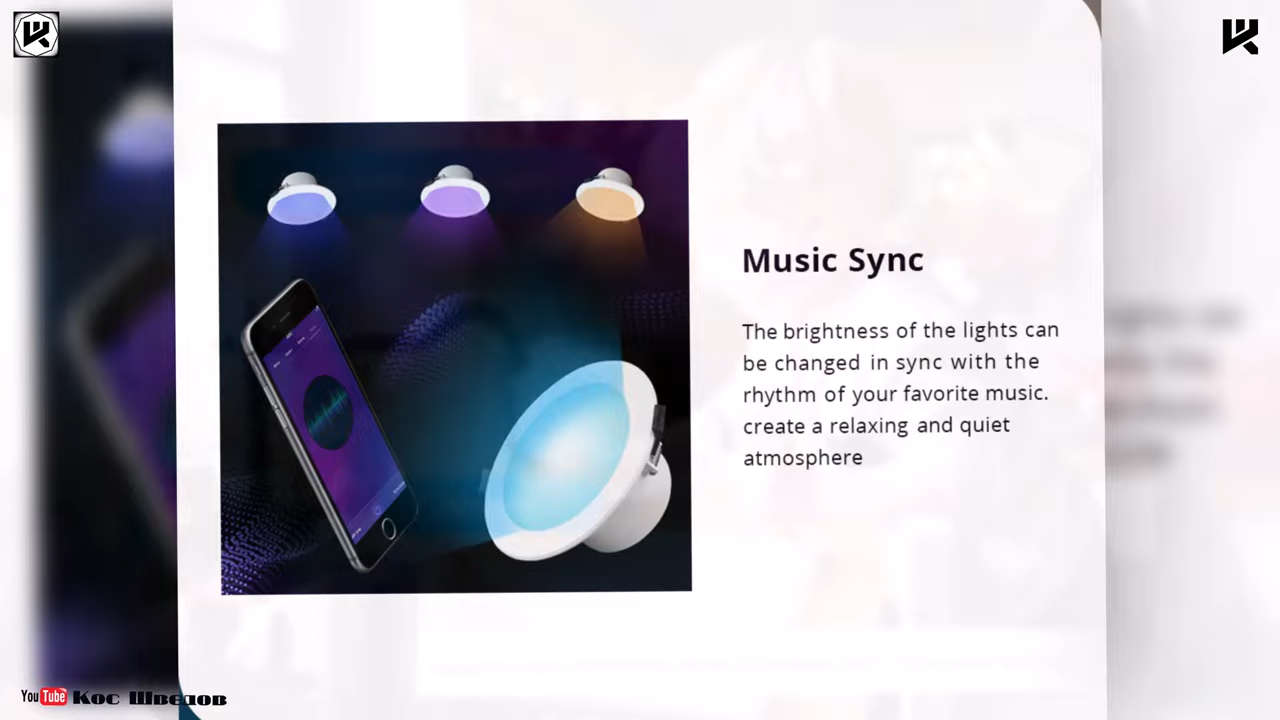 Music Sync
The brightness of the lights can
be changed in sync with the
rhythm of your favorite music.
create a relaxing and quiet
atmosphere
YouTube Кос Шведов